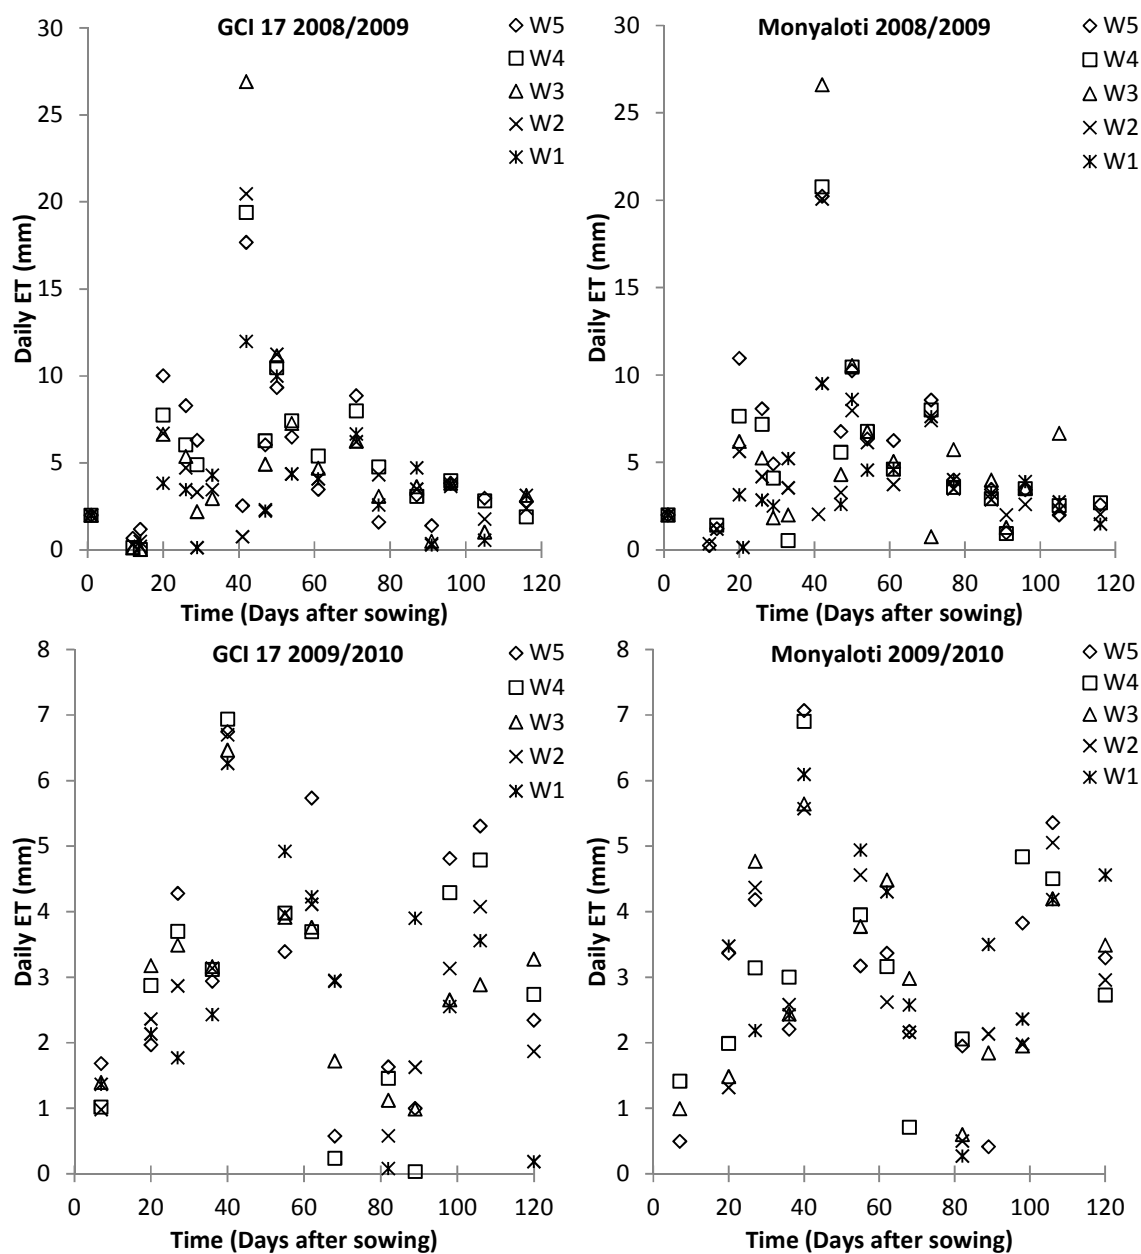 GCI 17 2008/2009
W5
W4
W3
W2
W1
30
25
20
15
10
5
0
Daily ET (mm)
0 20 40 60 80 100 120
Time (Days after sowing)
Monyaloti 2008/2009
W5
W4
W3
W2
W1
30
25
20
15
10
5
0
Daily ET (mm)
0 20 40 60 80 100 120
Time (Days after sowing)
GCI 17 2009/2010
W5
W4
W3
W2
W1
8
7
6
5
4
3
2
1
0
Daily ET (mm)
0 20 40 60 80 100 120
Time (Days after sowing)
Monyaloti 2009/2010
W5
W4
W3
W2
W1
8
7
6
5
4
3
2
1
0
Daily ET (mm)
0 20 40 60 80 100 120
Time (Days after sowing)